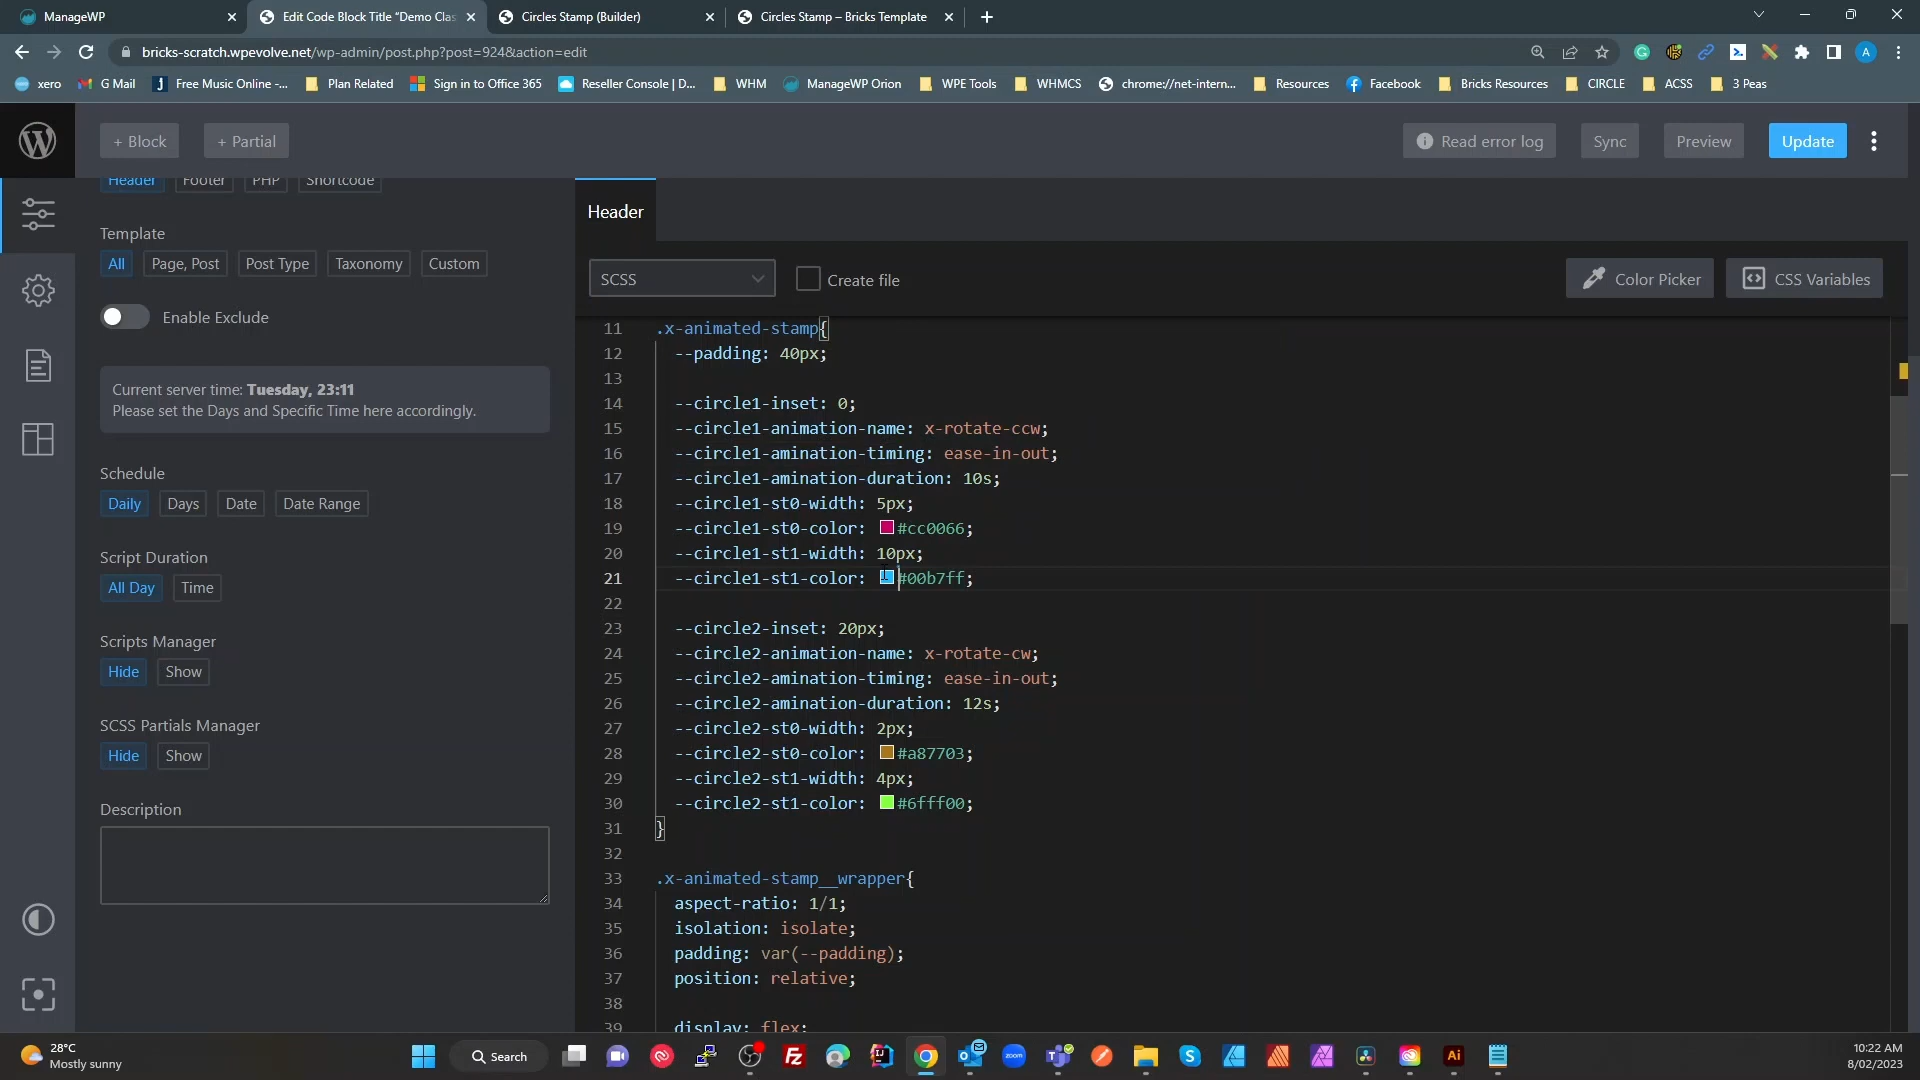 ManageWP
Edit Code Block Title "Demo Clas
Circles Stamp (Builder)
Circles Stamp – Bricks Template
bricks-scratch.wpevolve.net/wp-admin/post.php?post=924&action=edit
xero
G Mail
Free Music Online -...
Plan Related
Sign in to Office 365
Reseller Console | D...
WHM
ManageWP Orion
WPE Tools
WHMCS
chrome://net-intern...
Resources
Facebook
Bricks Resources
CIRCLE
ACSS
3 Peas
+ Block
+ Partial
Read error log
Sync
Preview
Update
Header
Footer
PHP
Shortcode
Template
All
Page, Post
Post Type
Taxonomy
Custom
Enable Exclude
Current server time: Tuesday, 23:11
Please set the Days and Specific Time here accordingly.
Schedule
Daily
Days
Date
Date Range
Script Duration
All Day
Time
Scripts Manager
Hide
Show
SCSS Partials Manager
Hide
Show
Description
Header
SCSS
Create file
Color Picker
CSS Variables
11 .x-animated-stamp{
12 --padding: 40px;
13
14 --circle1-inset: 0;
15 --circle1-animation-name: x-rotate-ccw;
16 --circle1-amination-timing: ease-in-out;
17 --circle1-amination-duration: 10s;
18 --circle1-st0-width: 5px;
19 --circle1-st0-color: #cc0066;
20 --circle1-st1-width: 10px;
21 --circle1-st1-color: #00b7ff;
22
23 --circle2-inset: 20px;
24 --circle2-animation-name: x-rotate-cw;
25 --circle2-amination-timing: ease-in-out;
26 --circle2-amination-duration: 12s;
27 --circle2-st0-width: 2px;
28 --circle2-st0-color: #a87703;
29 --circle2-st1-width: 4px;
30 --circle2-st1-color: #6fff00;
31 }
32
33 .x-animated-stamp__wrapper{
34 aspect-ratio: 1/1;
35 isolation: isolate;
36 padding: var(--padding);
37 position: relative;
38
39 display: flex;
28°C
Mostly sunny
Search
10:22 AM
8/02/2023